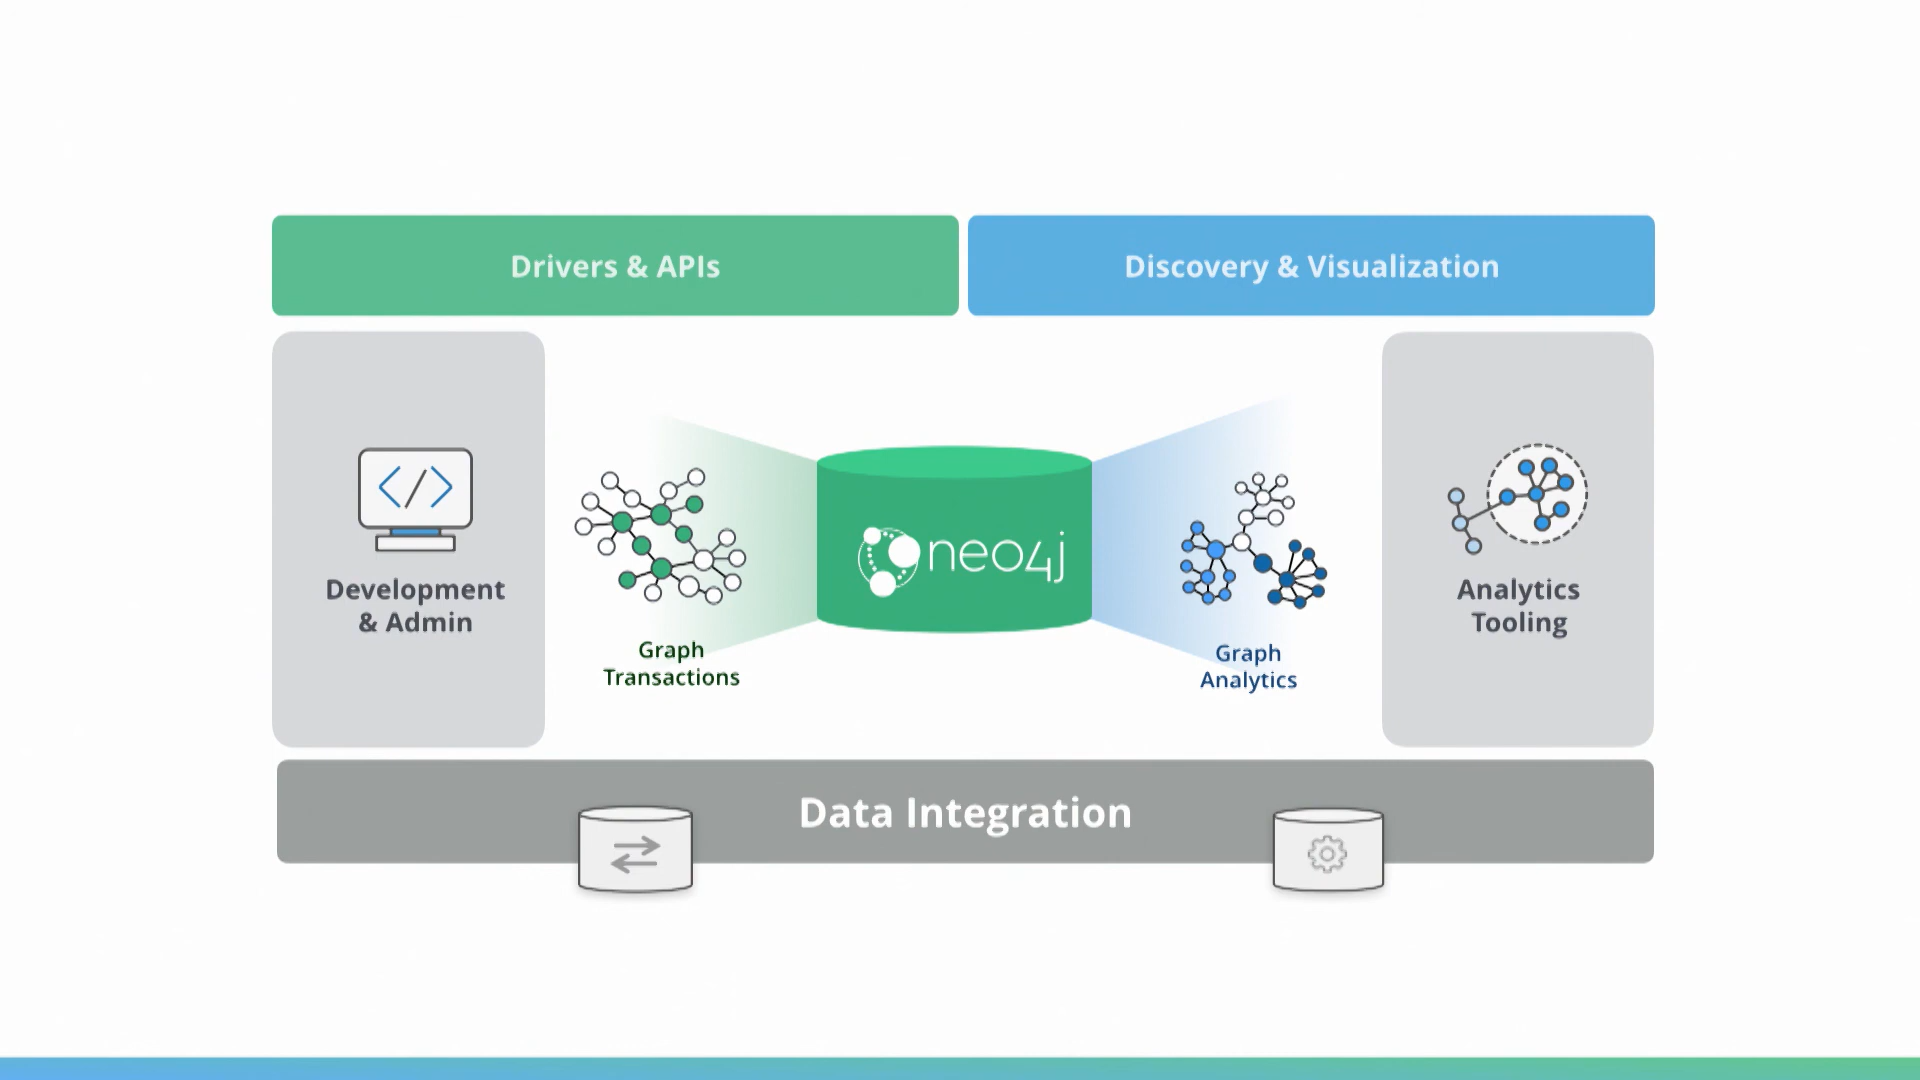 Drivers & APIs
Discovery & Visualization
Development
& Admin
Graph
Transactions
neo4j
Graph
Analytics
Analytics
Tooling
Data Integration